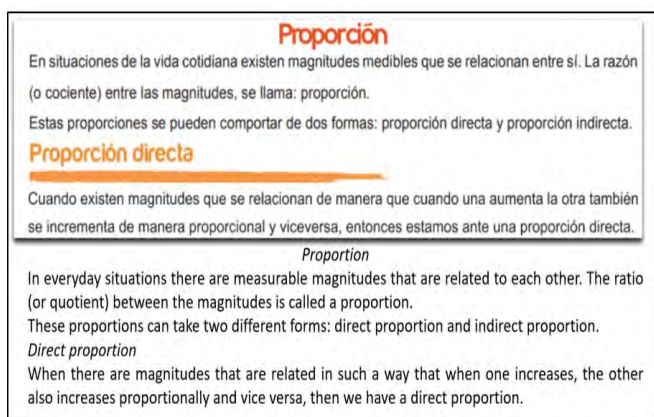 Proporción
En situaciones de la vida cotidiana existen magnitudes medibles que se relacionan entre sí. La razón
(o cociente) entre las magnitudes, se llama: proporción.
Estas proporciones se pueden comportar de dos formas: proporción directa y proporción indirecta.
Proporción directa
Cuando existen magnitudes que se relacionan de manera que cuando una aumenta la otra también
se incrementa de manera proporcional y viceversa, entonces estamos ante una proporción directa.
Proportion
In everyday situations there are measurable magnitudes that are related to each other. The ratio
(or quotient) between the magnitudes is called a proportion.
These proportions can take two different forms: direct proportion and indirect proportion.
Direct proportion
When there are magnitudes that are related in such a way that when one increases, the other
also increases proportionally and vice versa, then we have a direct proportion.